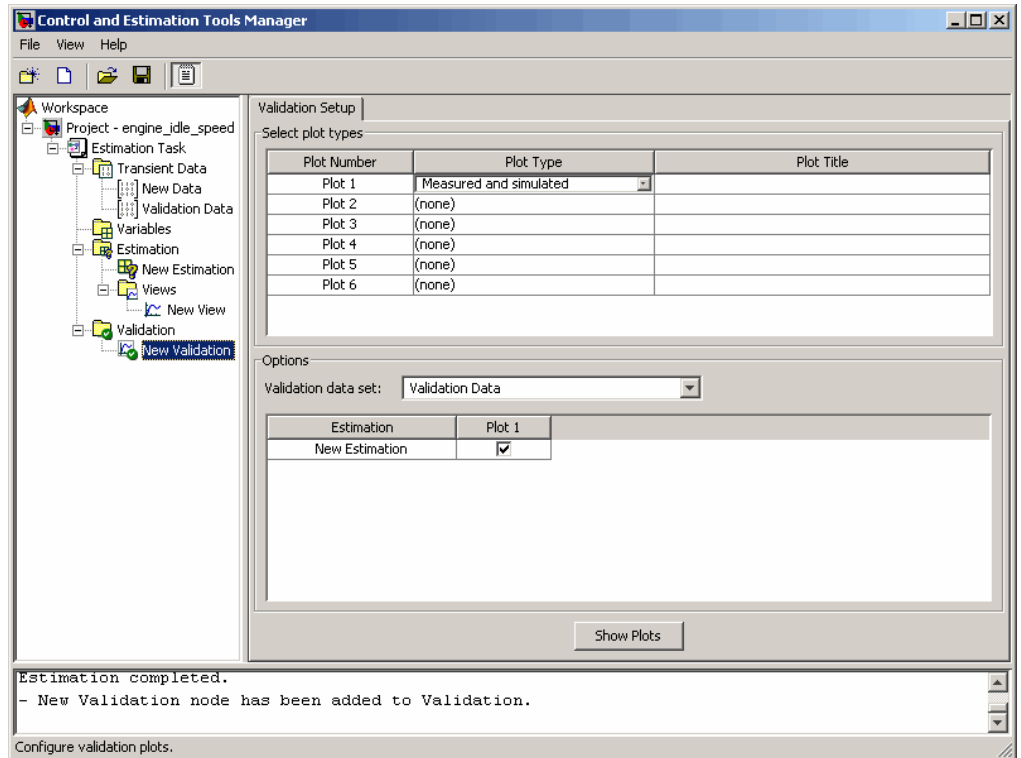 Control and Estimation Tools Manager
File View Help
Workspace
Project - engine_idle_speed
Estimation Task
Transient Data
New Data
Validation Data
Variables
Estimation
New Estimation
Views
New View
Validation
New Validation
Validation Setup
Select plot types
Plot Number Plot Type Plot Title
Plot 1 Measured and simulated
Plot 2 (none)
Plot 3 (none)
Plot 4 (none)
Plot 5 (none)
Plot 6 (none)
Options
Validation data set: Validation Data
Estimation Plot 1
New Estimation
Show Plots
Estimation completed.
- New Validation node has been added to Validation.
Configure validation plots.